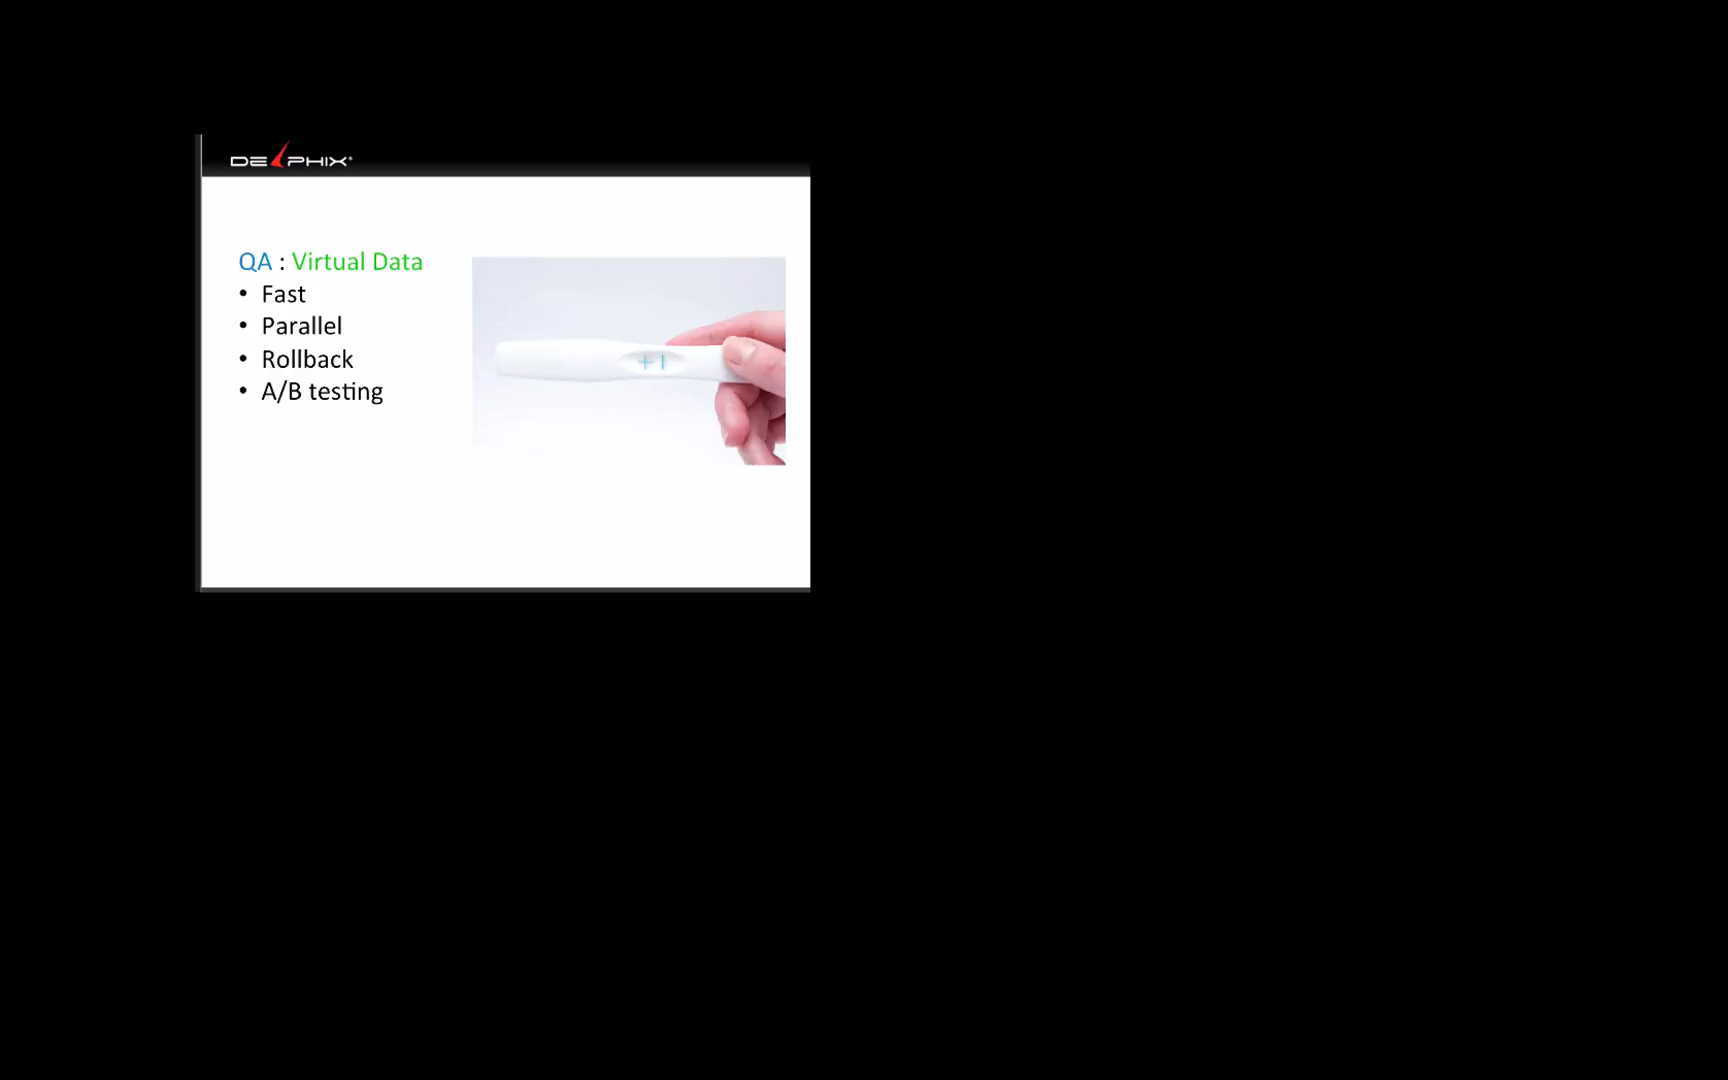 DELPHIX®
QA : Virtual Data
• Fast
• Parallel
• Rollback
• A/B testing